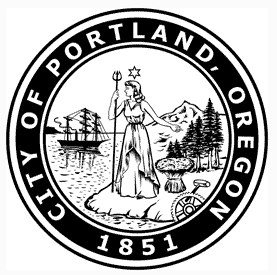 CITY OF PORTLAND, OREGON
1851